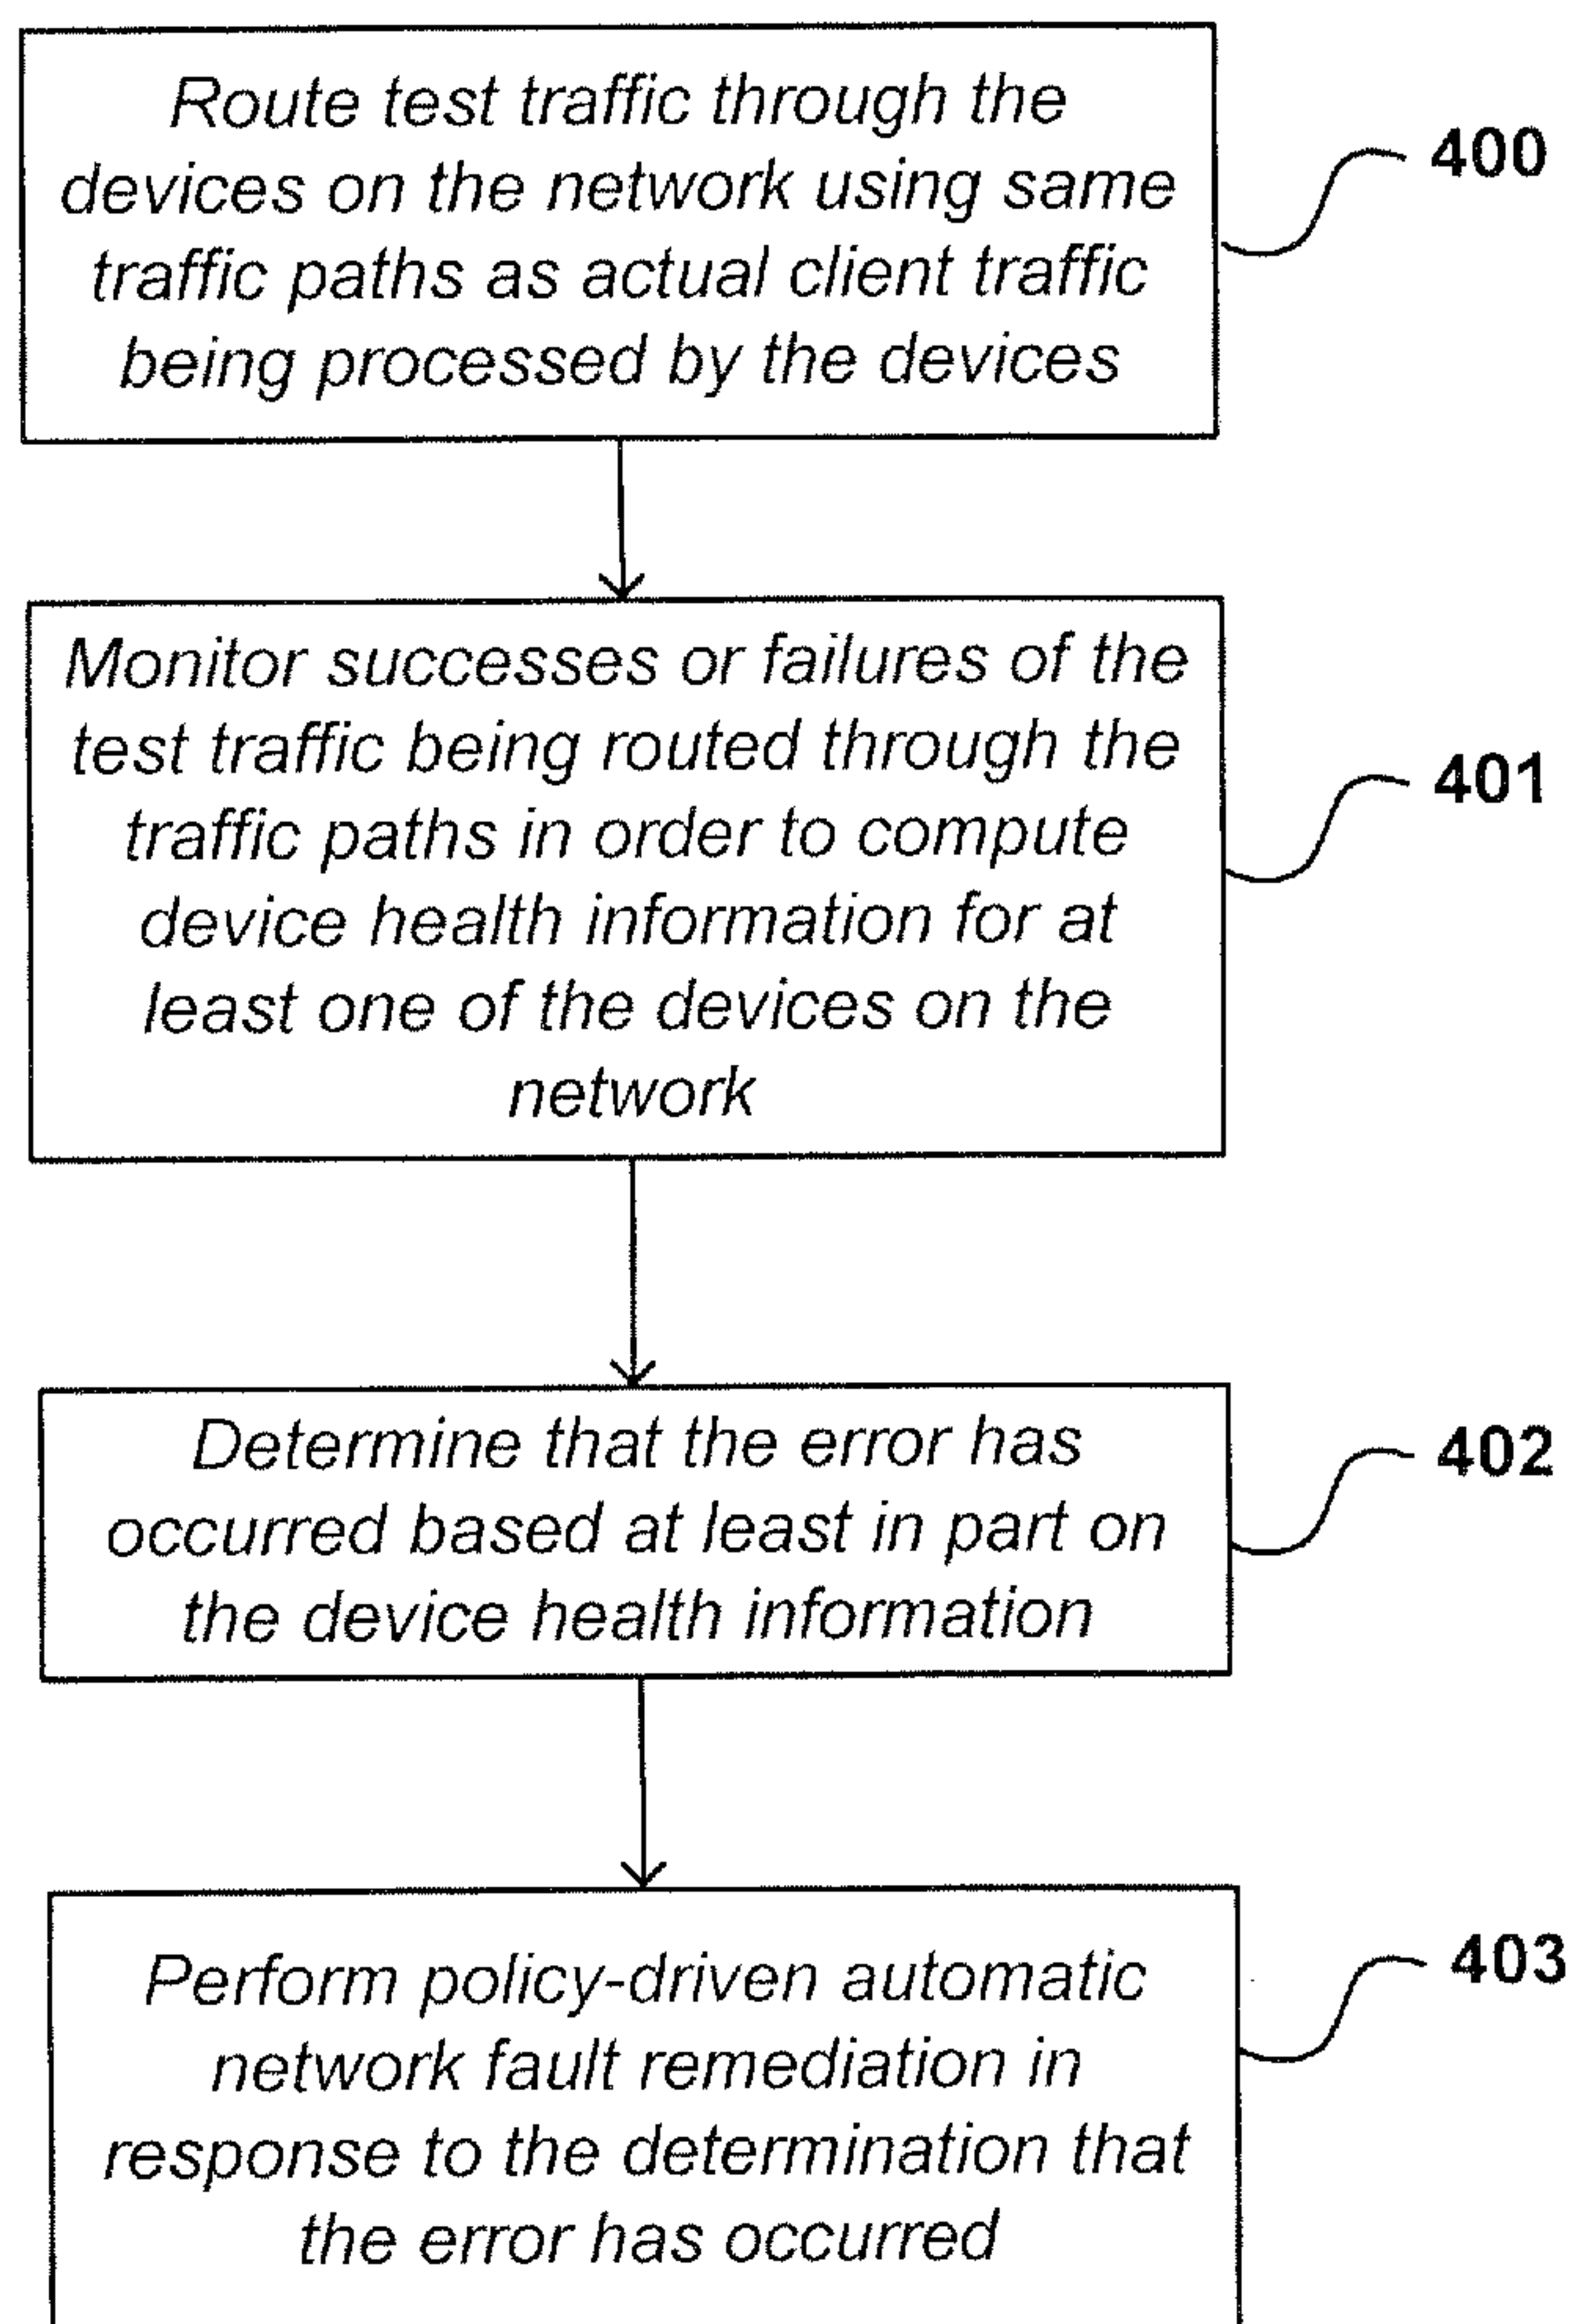 Route test traffic through the
devices on the network using same
traffic paths as actual client traffic
being processed by the devices
400
Monitor successes or failures of the
test traffic being routed through the
traffic paths in order to compute
device health information for at
least one of the devices on the
network
401
Determine that the error has
occurred based at least in part on
the device health information
402
Perform policy-driven automatic
network fault remediation in
response to the determination that
the error has occurred
403